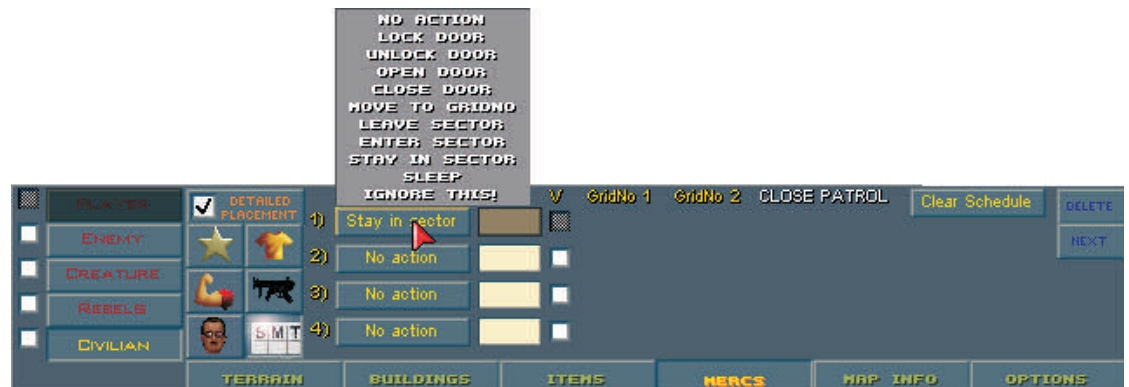 NO ACTION
LOCK DOOR
UNLOCK DOOR
OPEN DOOR
CLOSE DOOR
MOVE TO GRIDNO
LEAVE SECTOR
ENTER SECTOR
STAY IN SECTOR
SLEEP
IGNORE THIS!
PLAYER
ENEMY
CREATURE
REBELS
CIVILIAN
DETAILED
PLACEMENT
S M T
V GridNo 1 GridNo 2 CLOSE PATROL Clear Schedule
1) Stay in sector
2) No action
3) No action
4) No action
DELETE
NEXT
TERRAIN BUILDINGS ITEMS MERCS MAP INFO OPTIONS